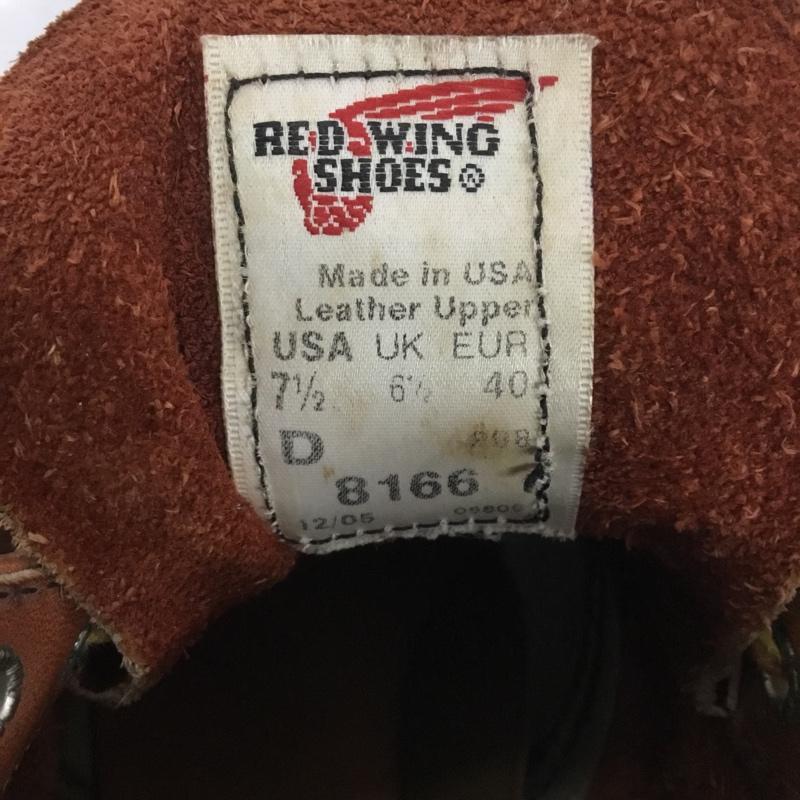 RED WING
SHOES ®
Made in USA
Leather Upper
USA UK EUR
7½ 6½ 40
D
8166
12/05